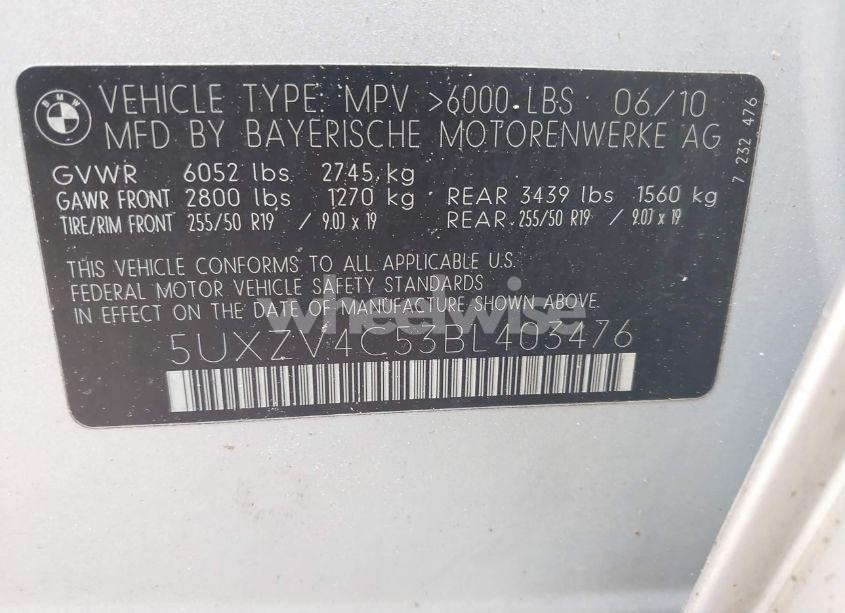 BMW
VEHICLE TYPE: MPV >6000 LBS 06/10
MFD BY BAYERISCHE MOTORENWERKE AG
7 232 476
GVWR 6052 lbs 2745 kg
GAWR FRONT 2800 lbs 1270 kg REAR 3439 lbs 1560 kg
TIRE/RIM FRONT 255/50 R19 / 9.0J x 19 REAR 255/50 R19 / 9.0J x 19
THIS VEHICLE CONFORMS TO ALL APPLICABLE U.S.
FEDERAL MOTOR VEHICLE SAFETY STANDARDS
IN EFFECT ON THE DATE OF MANUFACTURE SHOWN ABOVE.
wheelwise
5UXZV4C53BL403476